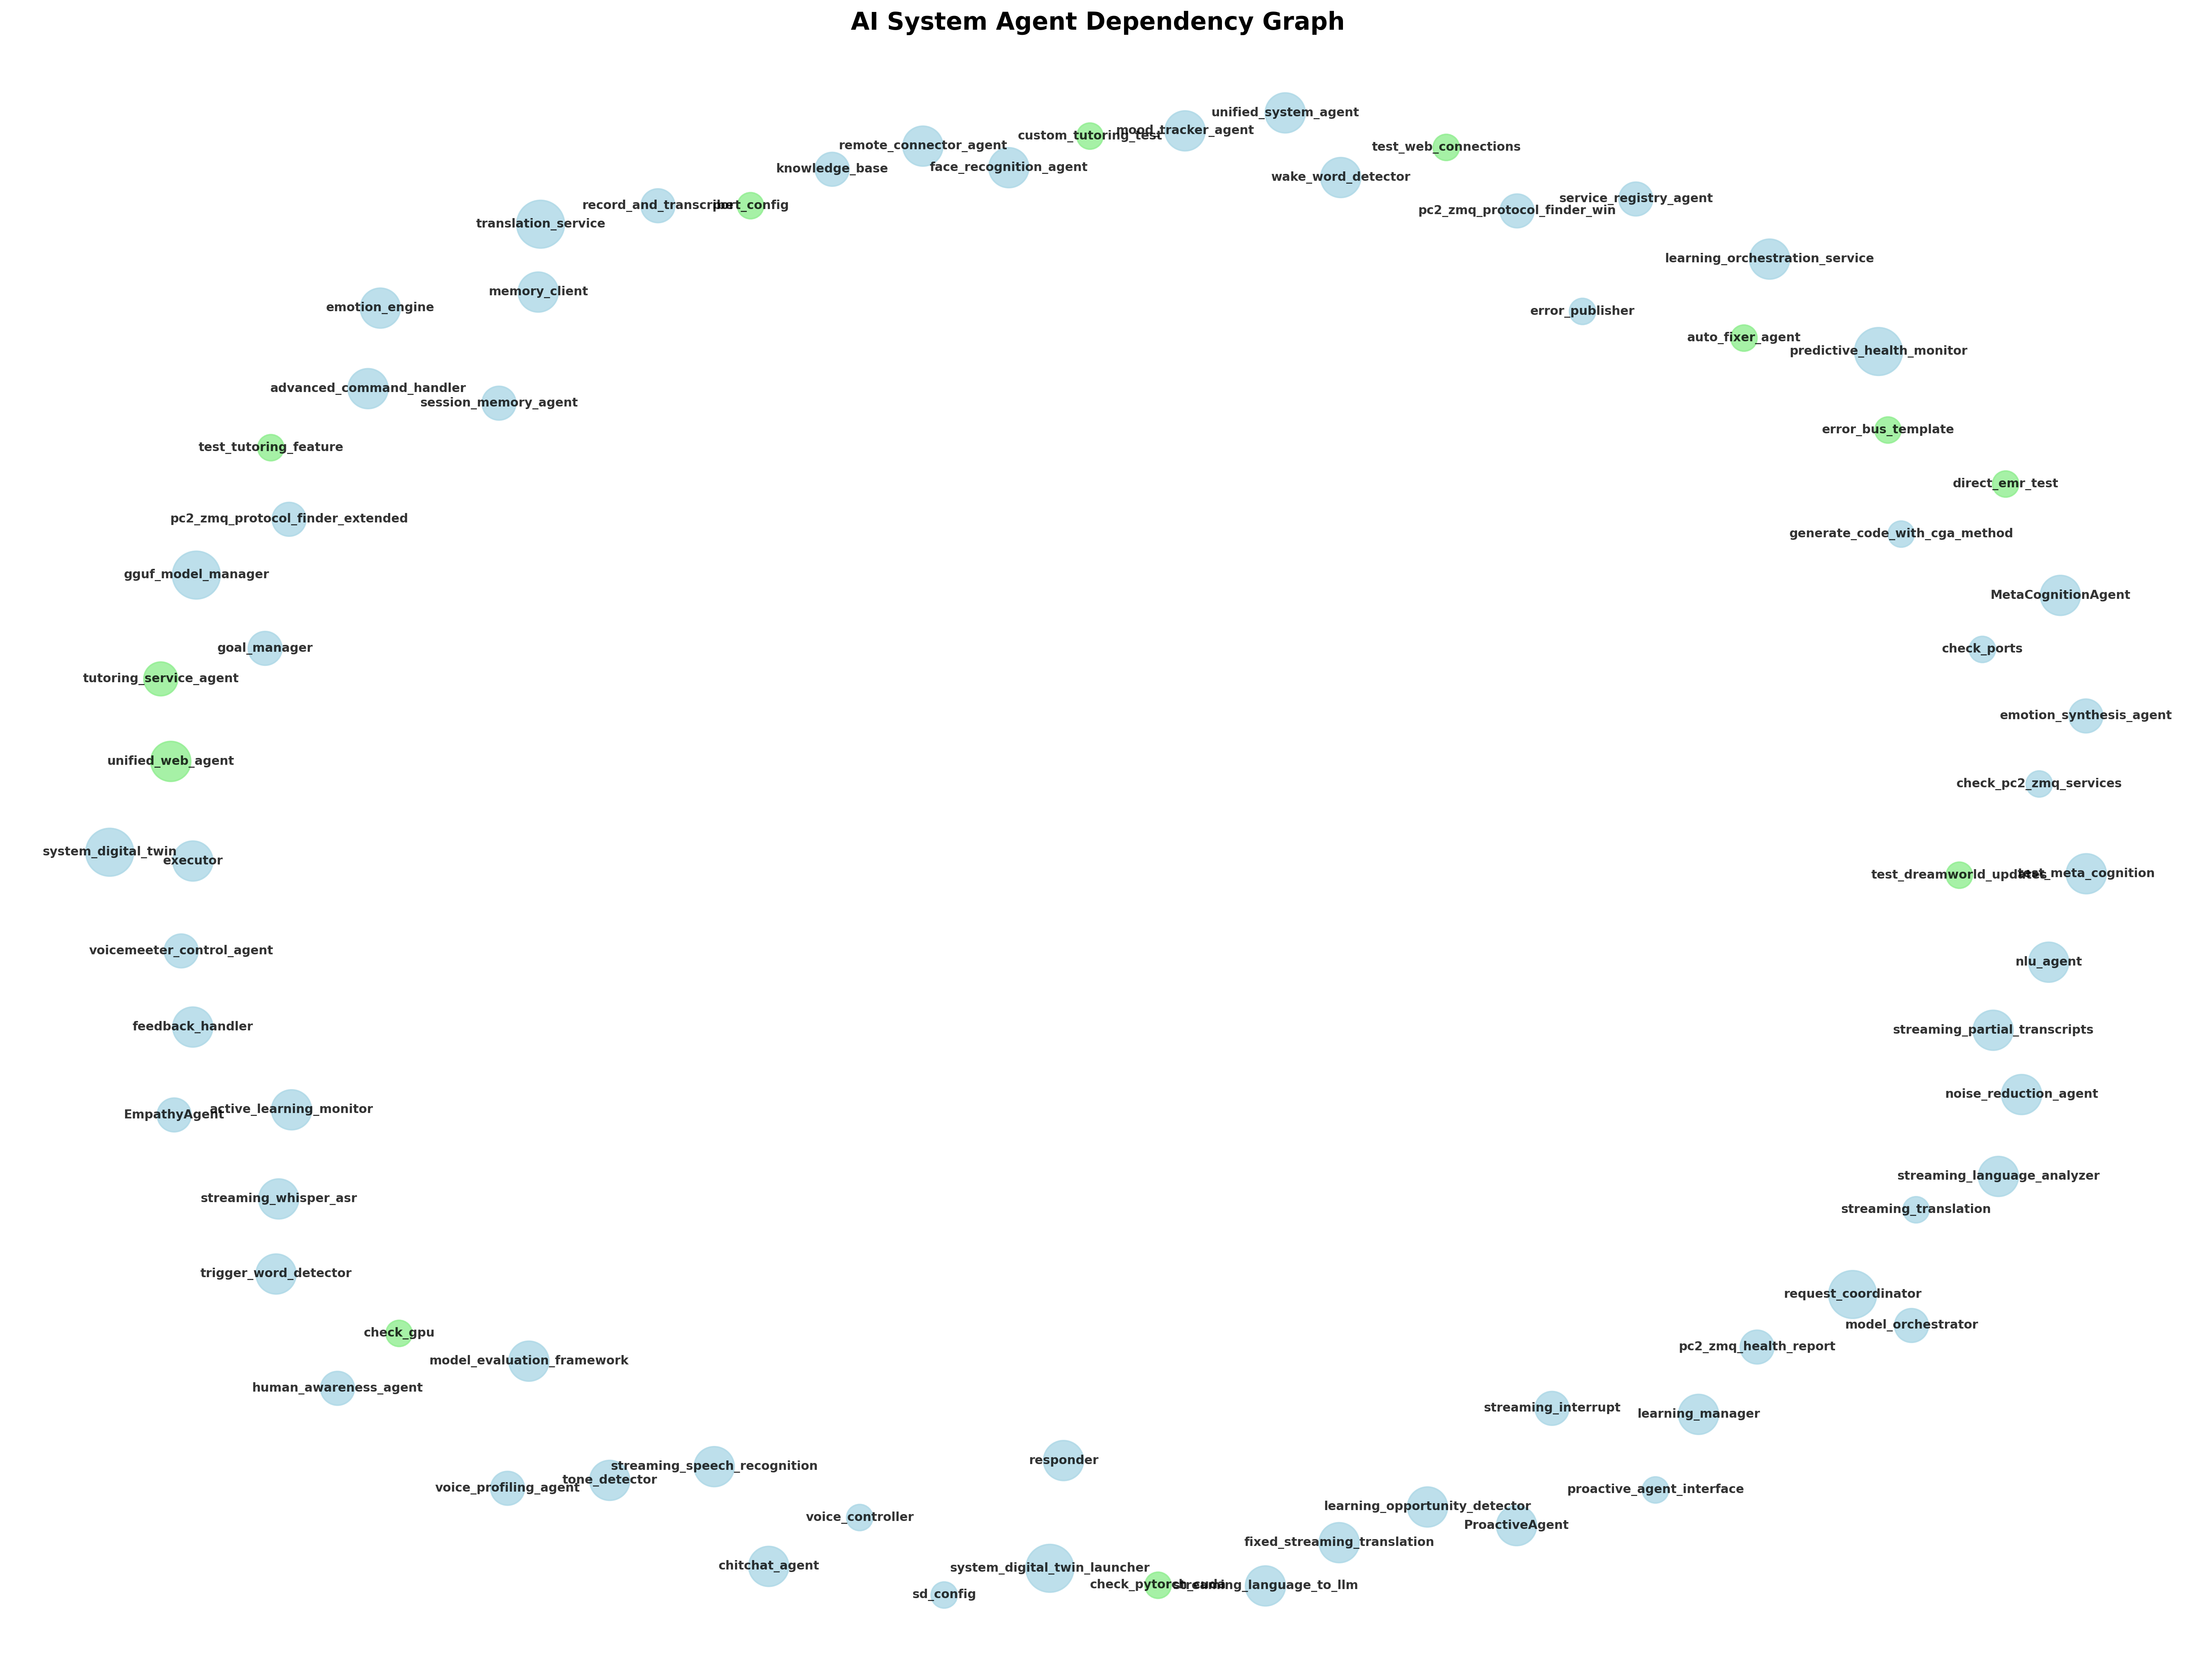 AI System Agent Dependency Graph
unified_system_agent
mood_tracker_agent
custom_tutoring_test
remote_connector_agent
test_web_connections
face_recognition_agent
knowledge_base
wake_word_detector
service_registry_agent
record_and_transcribe
port_config
pc2_zmq_protocol_finder_win
translation_service
learning_orchestration_service
memory_client
emotion_engine
error_publisher
auto_fixer_agent
predictive_health_monitor
advanced_command_handler
session_memory_agent
error_bus_template
test_tutoring_feature
direct_emr_test
pc2_zmq_protocol_finder_extended
generate_code_with_cga_method
gguf_model_manager
MetaCognitionAgent
goal_manager
check_ports
tutoring_service_agent
emotion_synthesis_agent
unified_web_agent
check_pc2_zmq_services
system_digital_twin
executor
test_dreamworld_updates
test_meta_cognition
voicemeeter_control_agent
nlu_agent
feedback_handler
streaming_partial_transcripts
noise_reduction_agent
EmpathyAgent
active_learning_monitor
streaming_language_analyzer
streaming_whisper_asr
streaming_translation
trigger_word_detector
request_coordinator
model_orchestrator
check_gpu
pc2_zmq_health_report
model_evaluation_framework
human_awareness_agent
streaming_interrupt
learning_manager
responder
streaming_speech_recognition
tone_detector
voice_profiling_agent
proactive_agent_interface
learning_opportunity_detector
voice_controller
ProactiveAgent
fixed_streaming_translation
chitchat_agent
system_digital_twin_launcher
check_pytorch_cuda
streaming_language_to_llm
sd_config